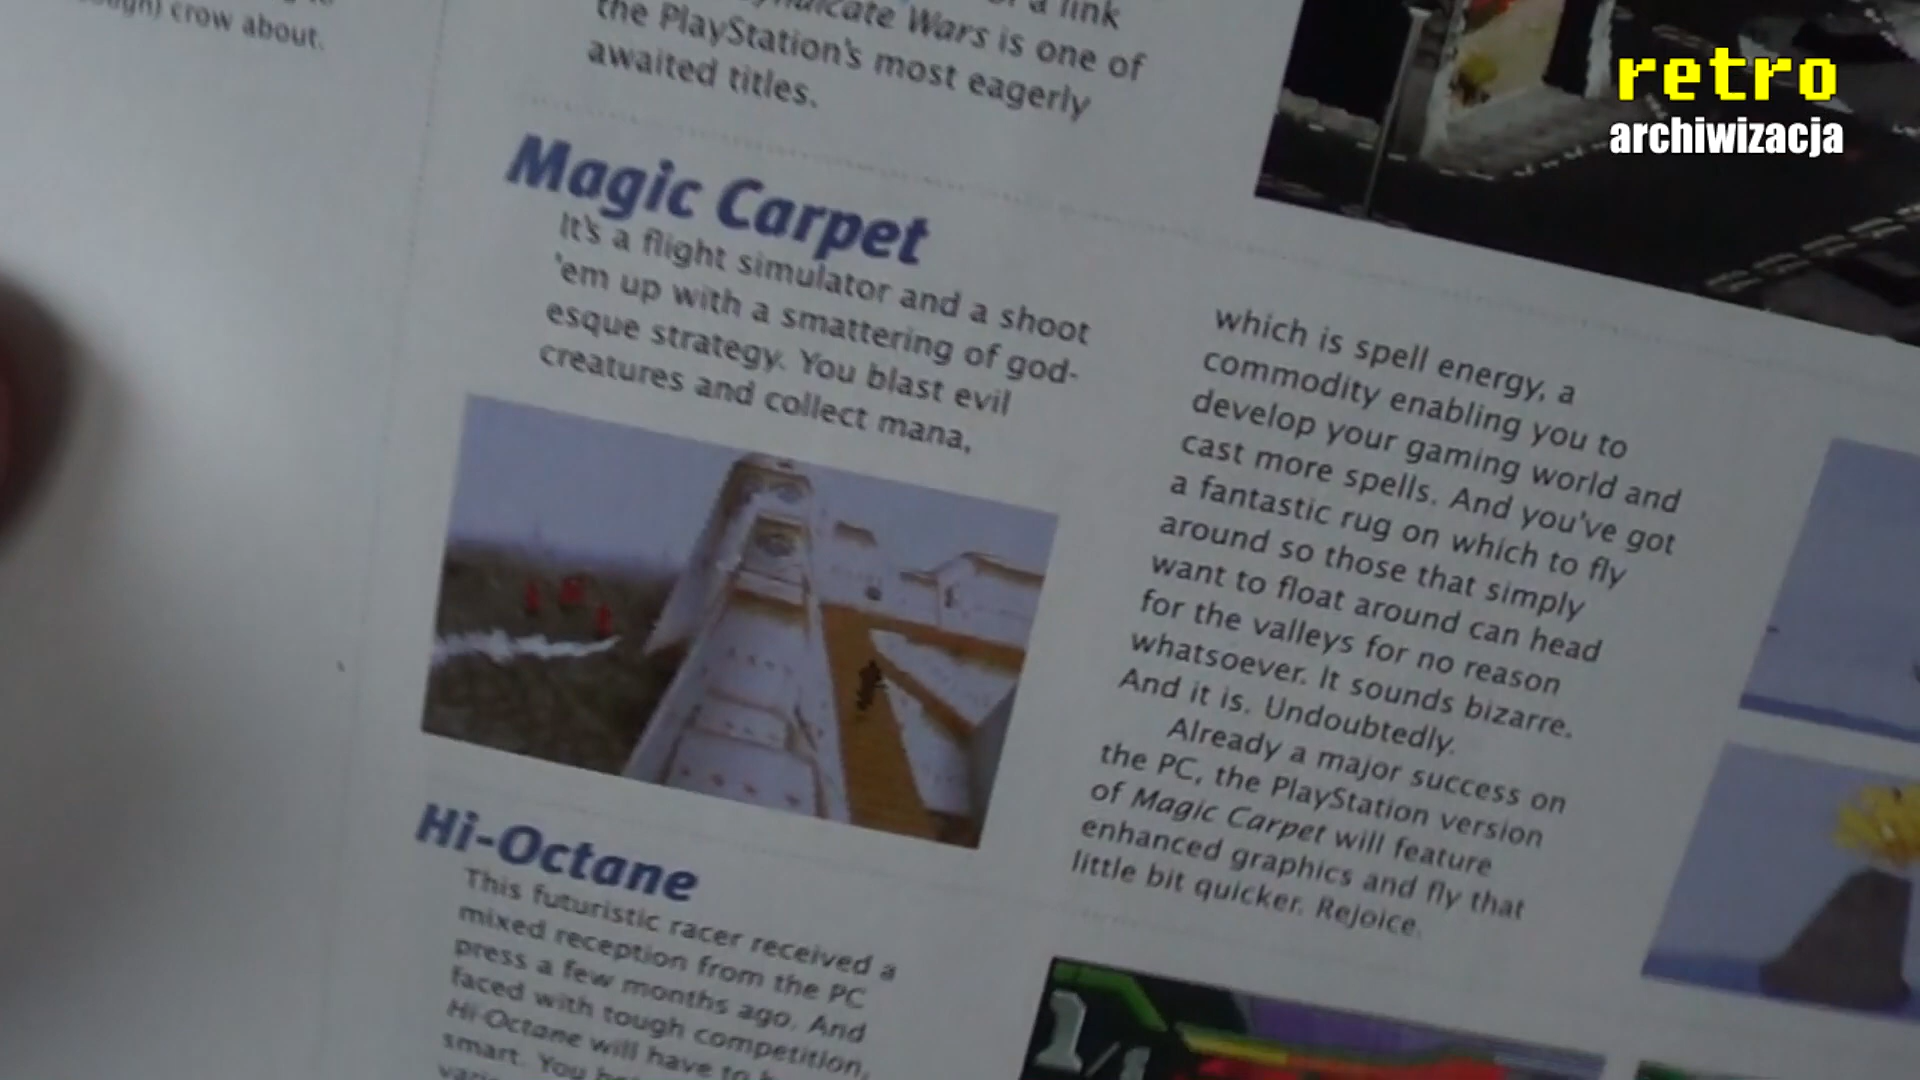 crow about.
a link
Syndicate Wars is one of
the PlayStation's most eagerly
awaited titles.
Magic Carpet
It's a flight simulator and a shoot
'em up with a smattering of god-
esque strategy. You blast evil
creatures and collect mana,
which is spell energy, a
commodity enabling you to
develop your gaming world and
cast more spells. And you've got
a fantastic rug on which to fly
around so those that simply
want to float around can head
for the valleys for no reason
whatsoever. It sounds bizarre.
And it is. Undoubtedly.
Already a major success on
the PC, the PlayStation version
of Magic Carpet will feature
enhanced graphics and fly that
little bit quicker. Rejoice.
Hi-Octane
This futuristic racer received a
mixed reception from the PC
press a few months ago. And
faced with tough competition,
Hi-Octane will have to
smart. You
1/1
retro
archiwizacja